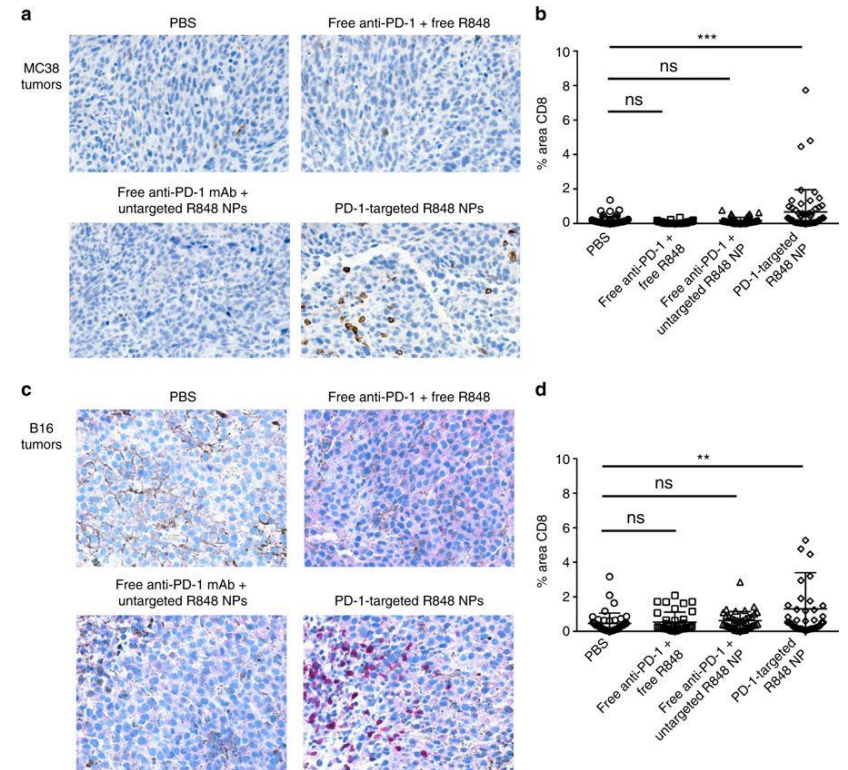 a
PBS
Free anti-PD-1 + free R848
MC38
tumors
Free anti-PD-1 mAb +
untargeted R848 NPs
PD-1-targeted R848 NPs
b
10
8
6
4
2
0
% area CD8
***
ns
ns
PBS
Free anti-PD-1 +
free R848
Free anti-PD-1 +
untargeted R848 NP
PD-1-targeted
R848 NP
c
PBS
Free anti-PD-1 + free R848
B16
tumors
Free anti-PD-1 mAb +
untargeted R848 NPs
PD-1-targeted R848 NPs
d
10
8
6
4
2
0
% area CD8
**
ns
ns
PBS
Free anti-PD-1 +
free R848
Free anti-PD-1 +
untargeted R848 NP
PD-1-targeted
R848 NP